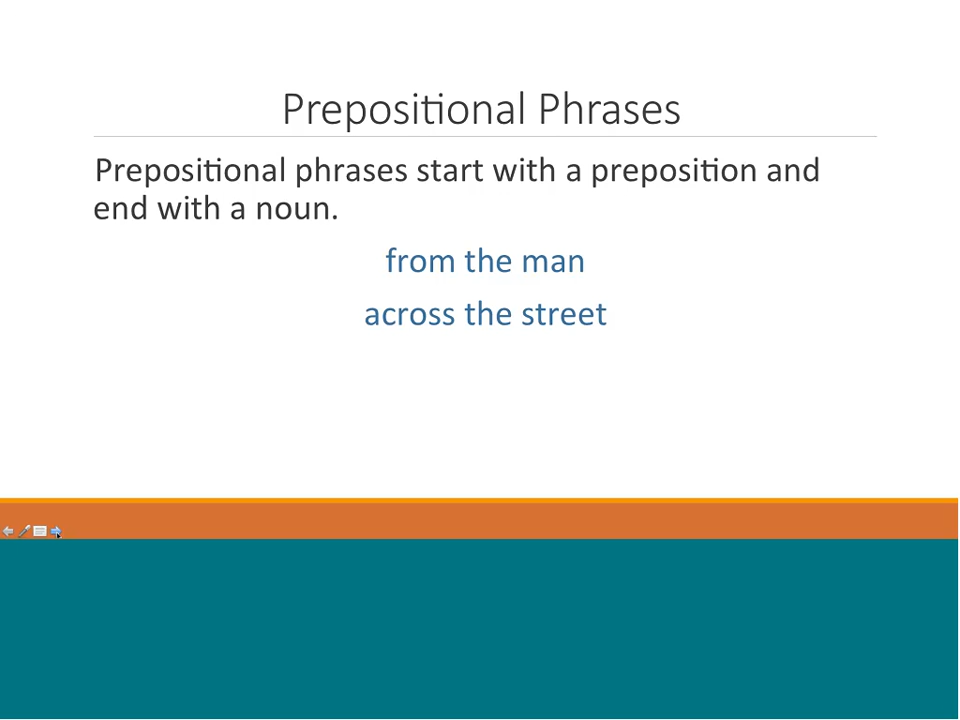 Prepositional Phrases
Prepositional phrases start with a preposition and
end with a noun.
from the man
across the street